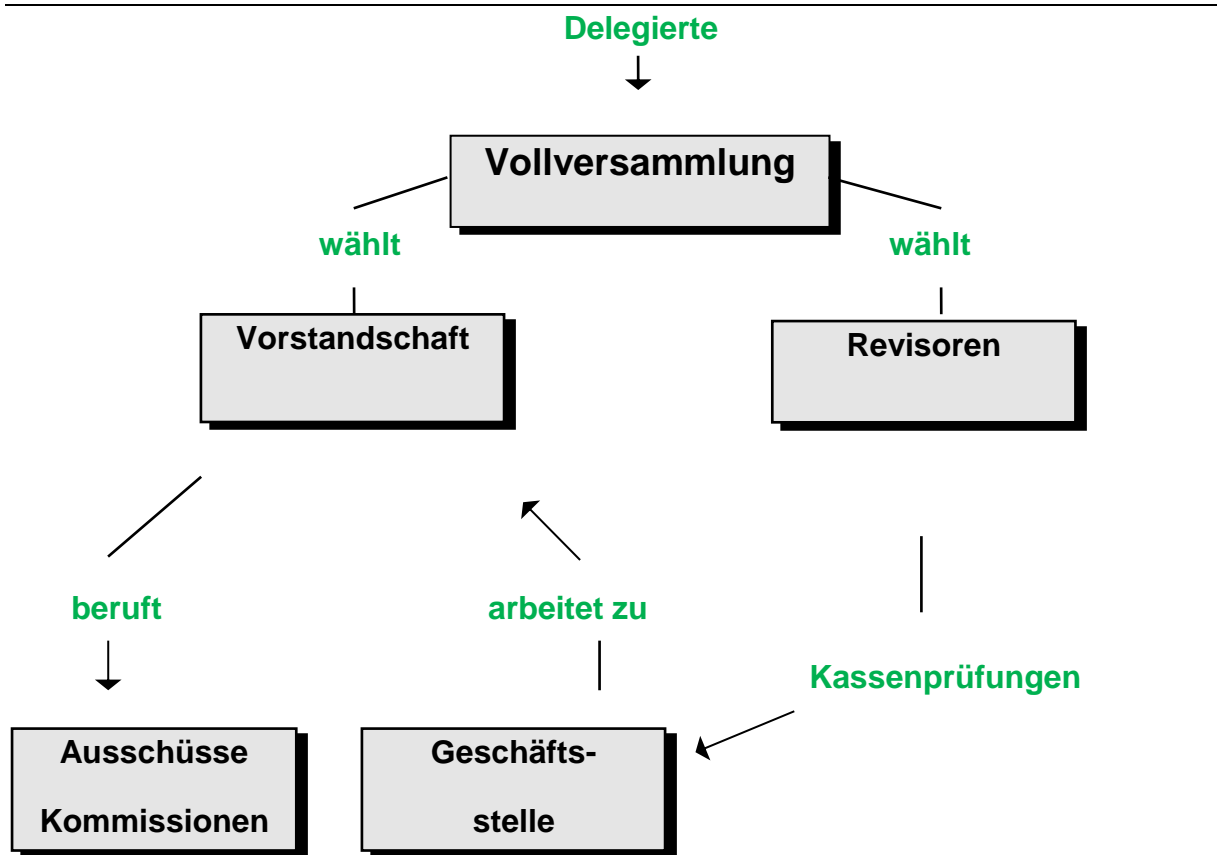 Delegierte
Vollversammlung
wählt
wählt
Vorstandschaft
Revisoren
beruft
arbeitet zu
Kassenprüfungen
Ausschüsse
Kommissionen
Geschäfts-
stelle